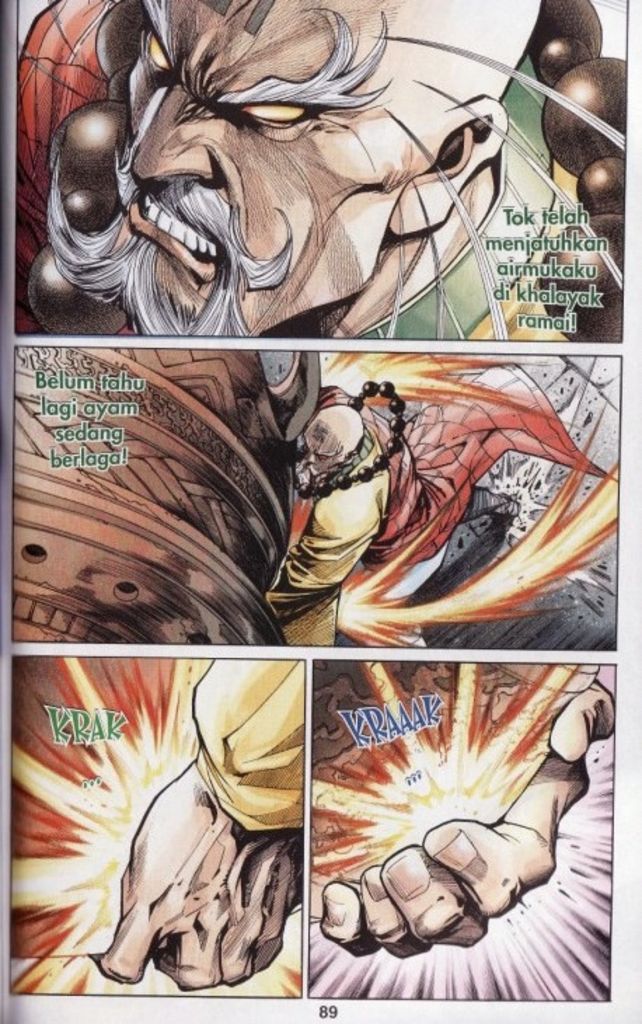 Tok telah
menjatuhkan
airmukaku
di khalayak
ramai!
Belum tahu
lagi ayam
sedang
berlaga!
KRAK
...
KRAAAK
...
89